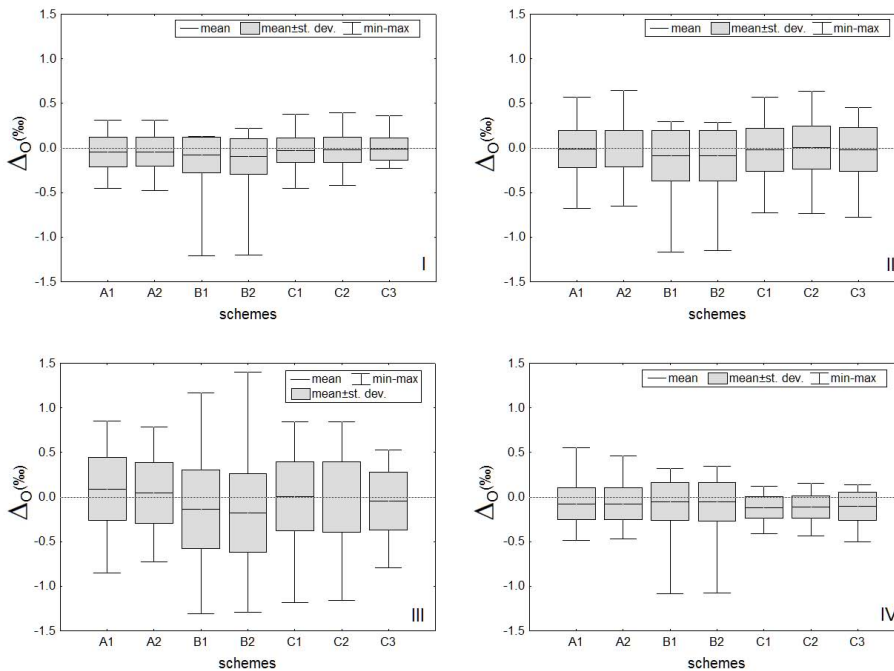 mean mean±st. dev. min-max
1.5
1.0
0.5
0.0
-0.5
-1.0
-1.5
ΔO(‰)
A1 A2 B1 B2 C1 C2 C3
schemes
I
mean mean±st. dev. min-max
1.5
1.0
0.5
0.0
-0.5
-1.0
-1.5
ΔO(‰)
A1 A2 B1 B2 C1 C2 C3
schemes
II
mean min-max
mean±st. dev.
1.5
1.0
0.5
0.0
-0.5
-1.0
-1.5
ΔO(‰)
A1 A2 B1 B2 C1 C2 C3
schemes
III
mean mean±st. dev. min-max
1.5
1.0
0.5
0.0
-0.5
-1.0
-1.5
ΔO(‰)
A1 A2 B1 B2 C1 C2 C3
schemes
IV